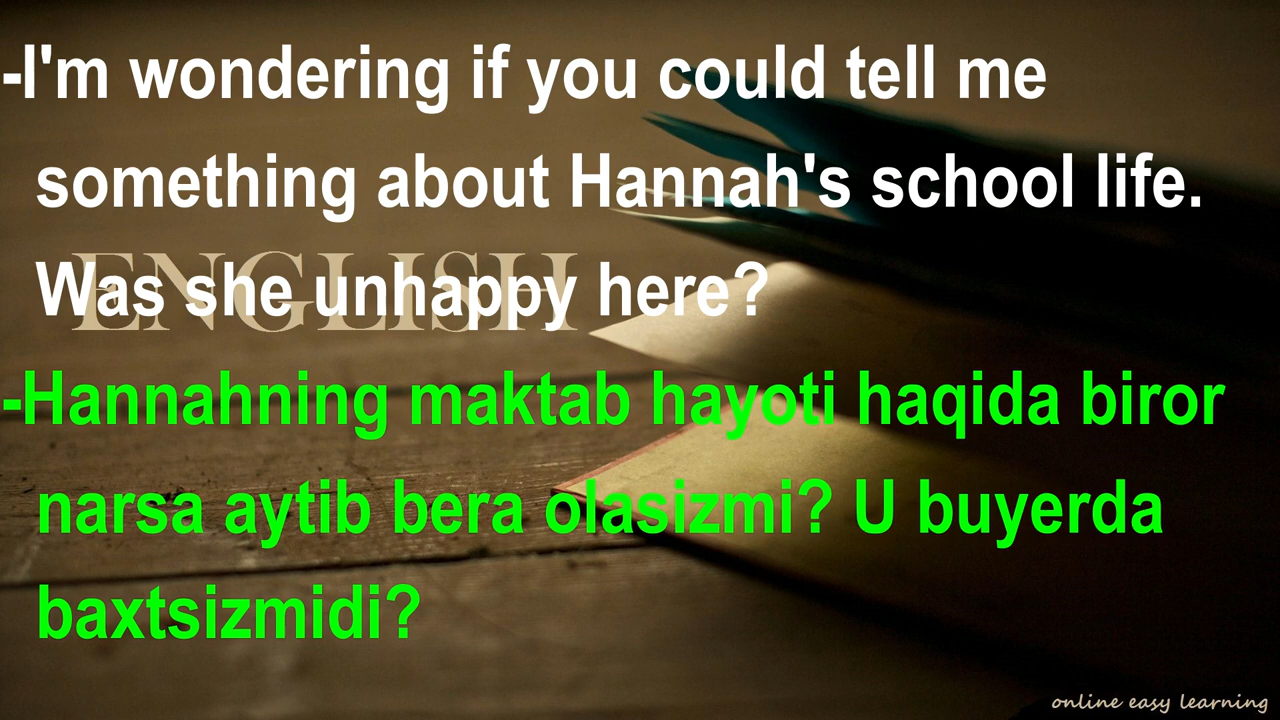 -I'm wondering if you could tell me
something about Hannah's school life.
Was she unhappy here?
ENGLISH
-Hannahning maktab hayoti haqida biror
narsa aytib bera olasizmi? U buyerda
baxtsizmidi?
online easy learning